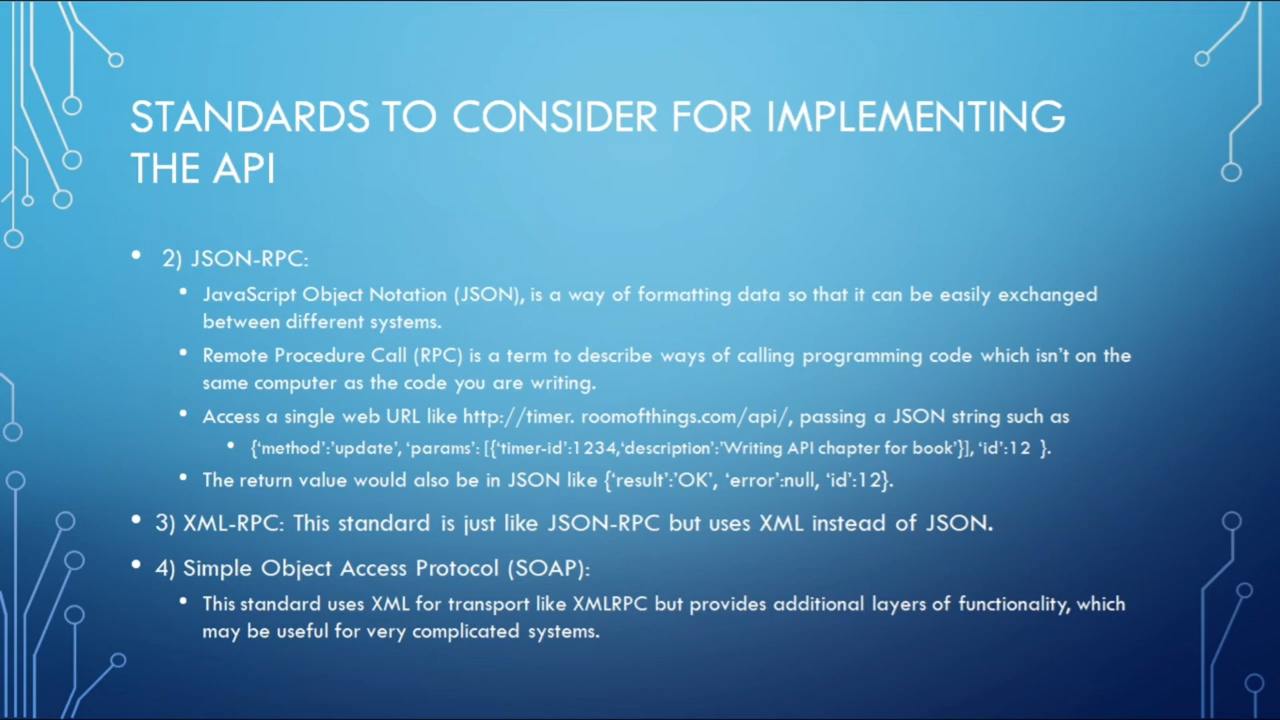 STANDARDS TO CONSIDER FOR IMPLEMENTING
THE API
• 2) JSON-RPC:
• JavaScript Object Notation (JSON), is a way of formatting data so that it can be easily exchanged
between different systems.
• Remote Procedure Call (RPC) is a term to describe ways of calling programming code which isn't on the
same computer as the code you are writing.
• Access a single web URL like http://timer. roomofthings.com/api/, passing a JSON string such as
• {‘method’:’update’, ‘params’: [{‘timer-id’:1234,‘description’:’Writing API chapter for book’}], ‘id’:12 }.
• The return value would also be in JSON like {‘result’:’OK’, ‘error’:null, ‘id’:12}.
• 3) XML-RPC: This standard is just like JSON-RPC but uses XML instead of JSON.
• 4) Simple Object Access Protocol (SOAP):
• This standard uses XML for transport like XMLRPC but provides additional layers of functionality, which
may be useful for very complicated systems.